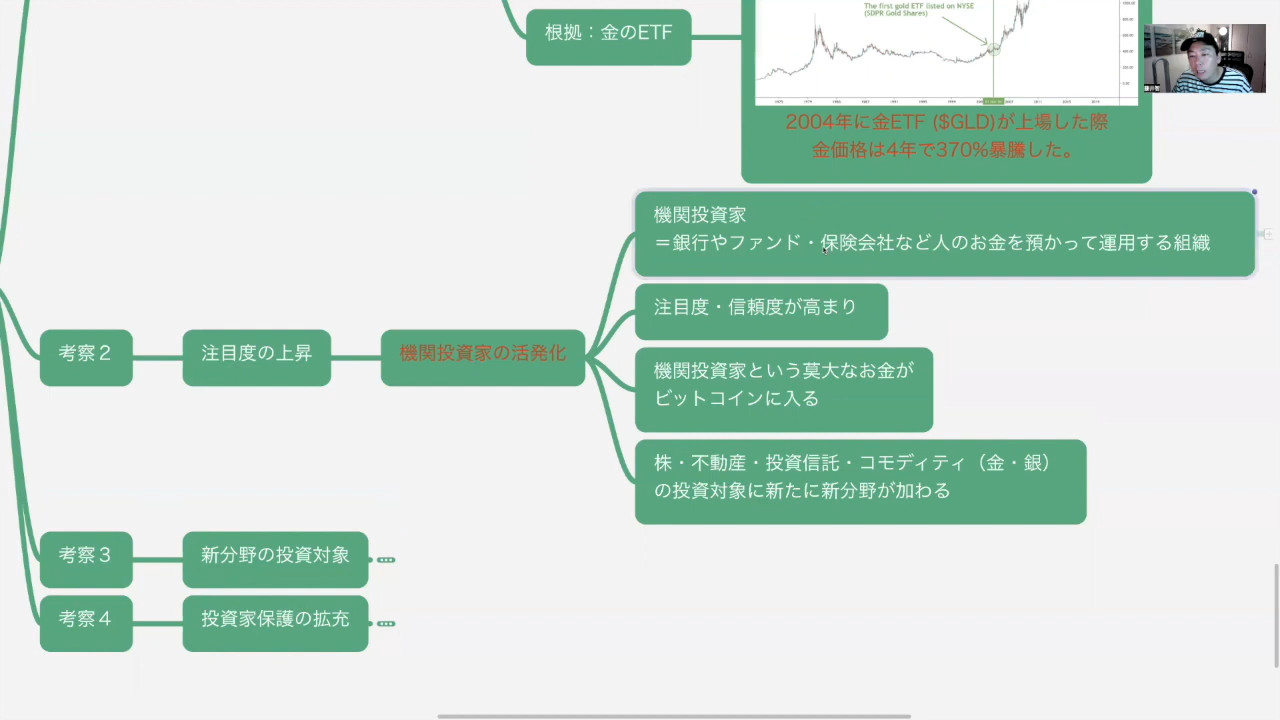 根拠：金のETF
The first gold ETF listed on NYSE
(SDPR Gold Shares)
2004年に金ETF ($GLD)が上場した際
金価格は4年で370%暴騰した。
機関投資家
＝銀行やファンド・保険会社など人のお金を預かって運用する組織
注目度・信頼度が高まり
考察２
注目度の上昇
機関投資家の活発化
機関投資家という莫大なお金が
ビットコインに入る
株・不動産・投資信託・コモディティ（金・銀）
の投資対象に新たに新分野が加わる
考察３
新分野の投資対象
考察４
投資家保護の拡充